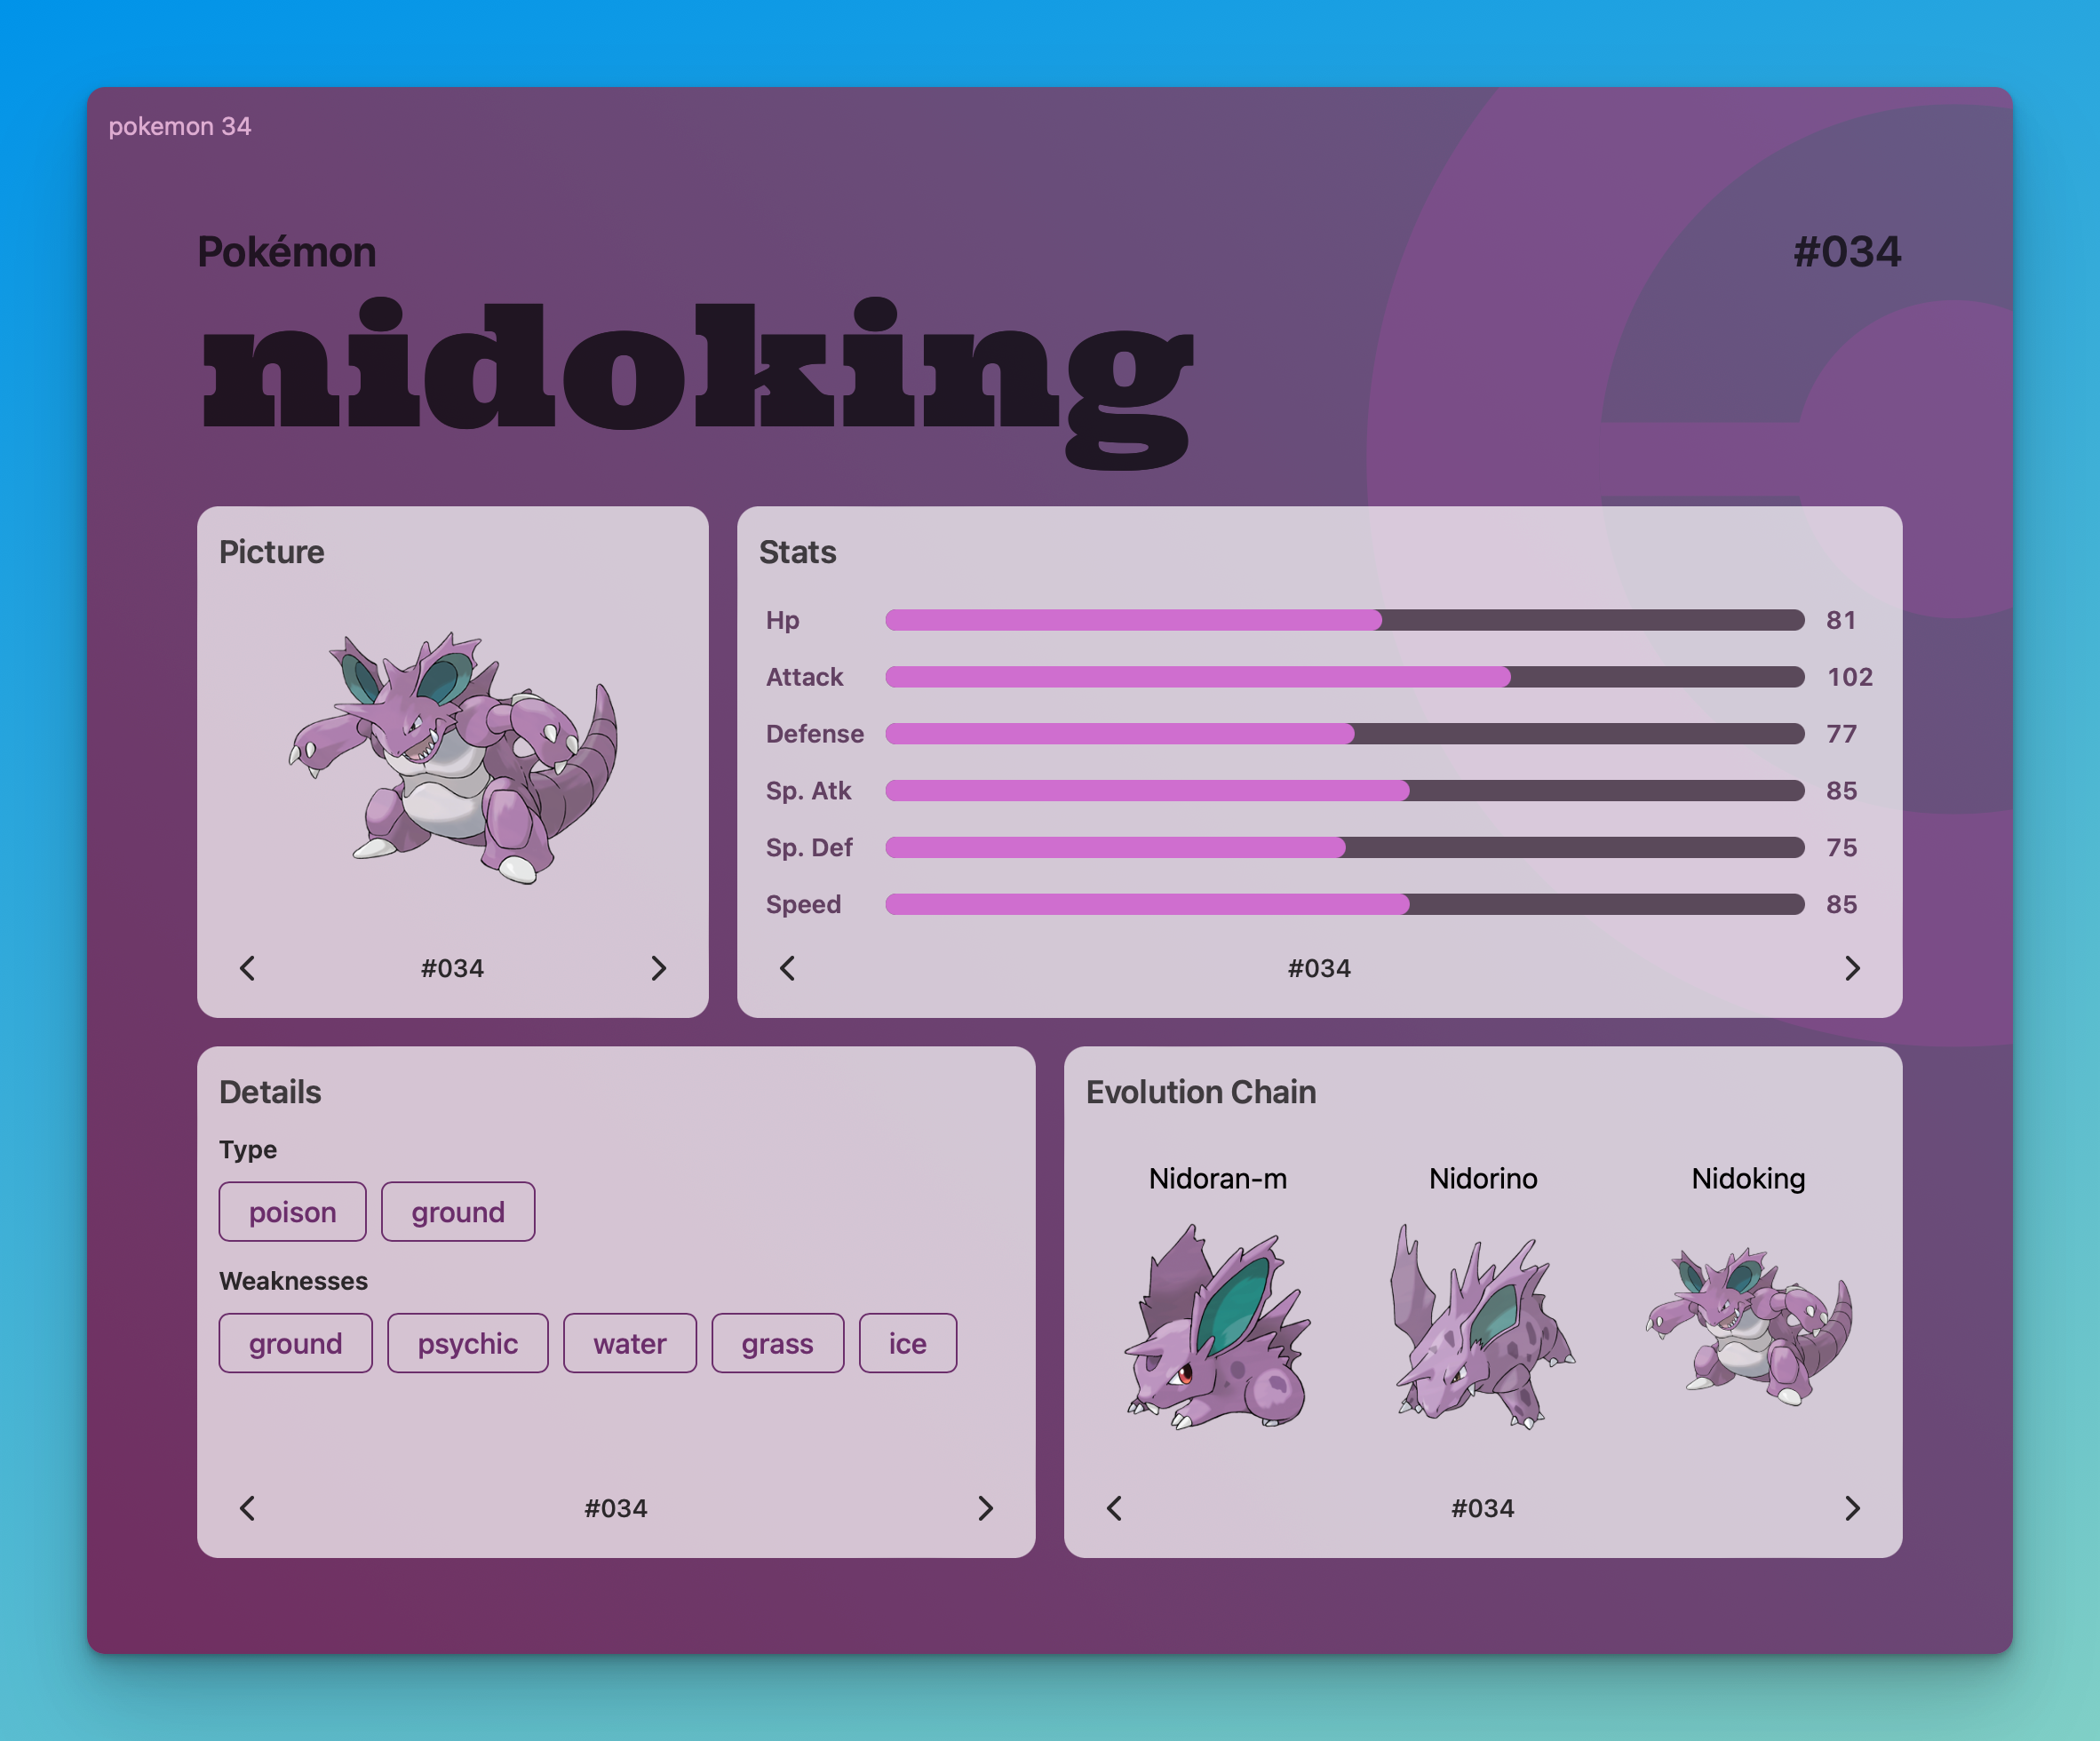 pokemon 34
Pokémon
#034
nidoking
Picture
#034
Stats
Hp 81
Attack 102
Defense 77
Sp. Atk 85
Sp. Def 75
Speed 85
#034
Details
Type
poison ground
Weaknesses
ground psychic water grass ice
#034
Evolution Chain
Nidoran-m Nidorino Nidoking
#034